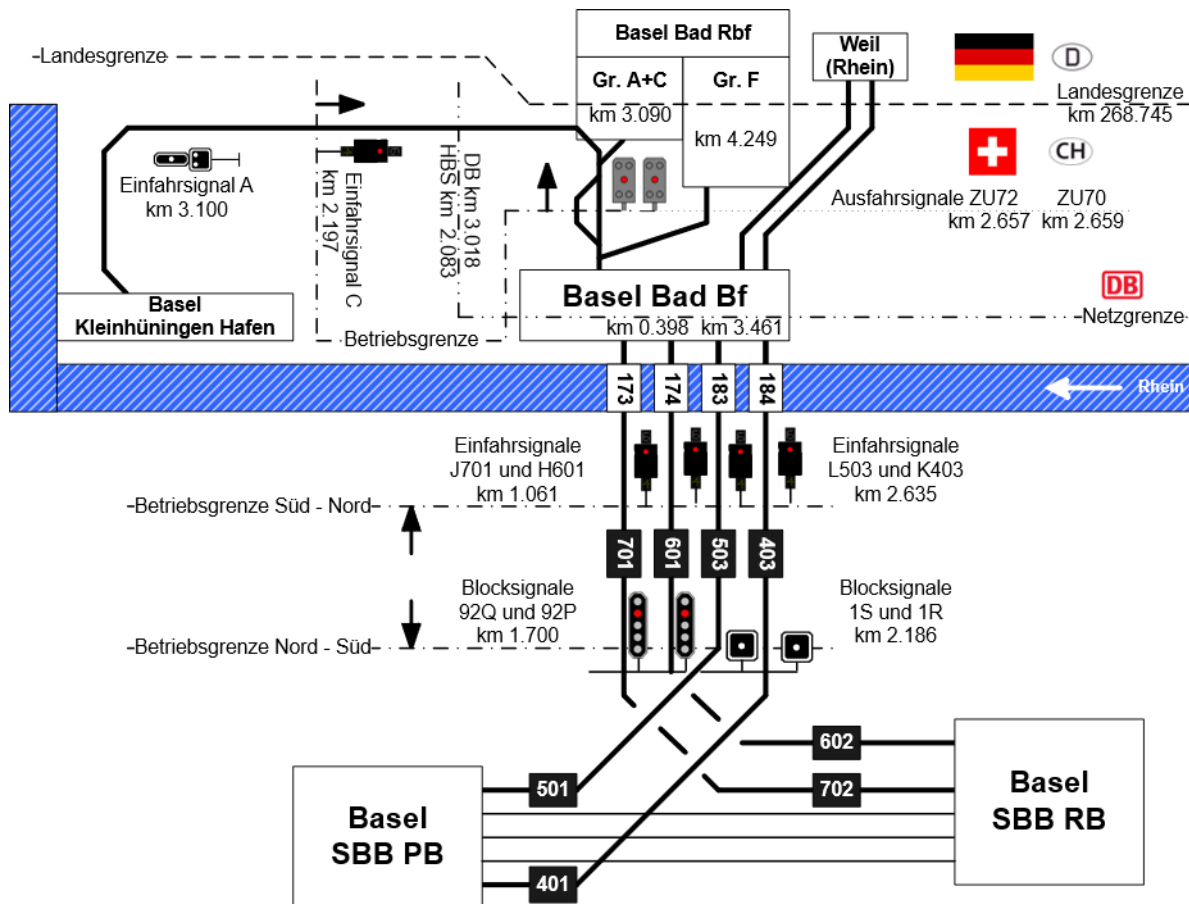 Basel Bad Rbf
Gr. A+C
km 3.090
Gr. F
km 4.249
Weil
(Rhein)
D
Landesgrenze
Landesgrenze
km 268.745
CH
Einfahrsignal A
km 3.100
Einfahrsignal C
km 2.197
DB km 3.018
HBS km 2.083
Ausfahrsignale ZU72
km 2.657
ZU70
km 2.659
DB
Netzgrenze
Basel
Kleinhüningen Hafen
Betriebsgrenze
Basel Bad Bf
km 0.398 km 3.461
173
174
183
184
Rhein
Einfahrsignale
J701 und H601
km 1.061
Einfahrsignale
L503 und K403
km 2.635
Betriebsgrenze Süd - Nord
701
601
503
403
Blocksignale
92Q und 92P
km 1.700
Blocksignale
1S und 1R
km 2.186
Betriebsgrenze Nord - Süd
602
702
501
401
Basel
SBB PB
Basel
SBB RB